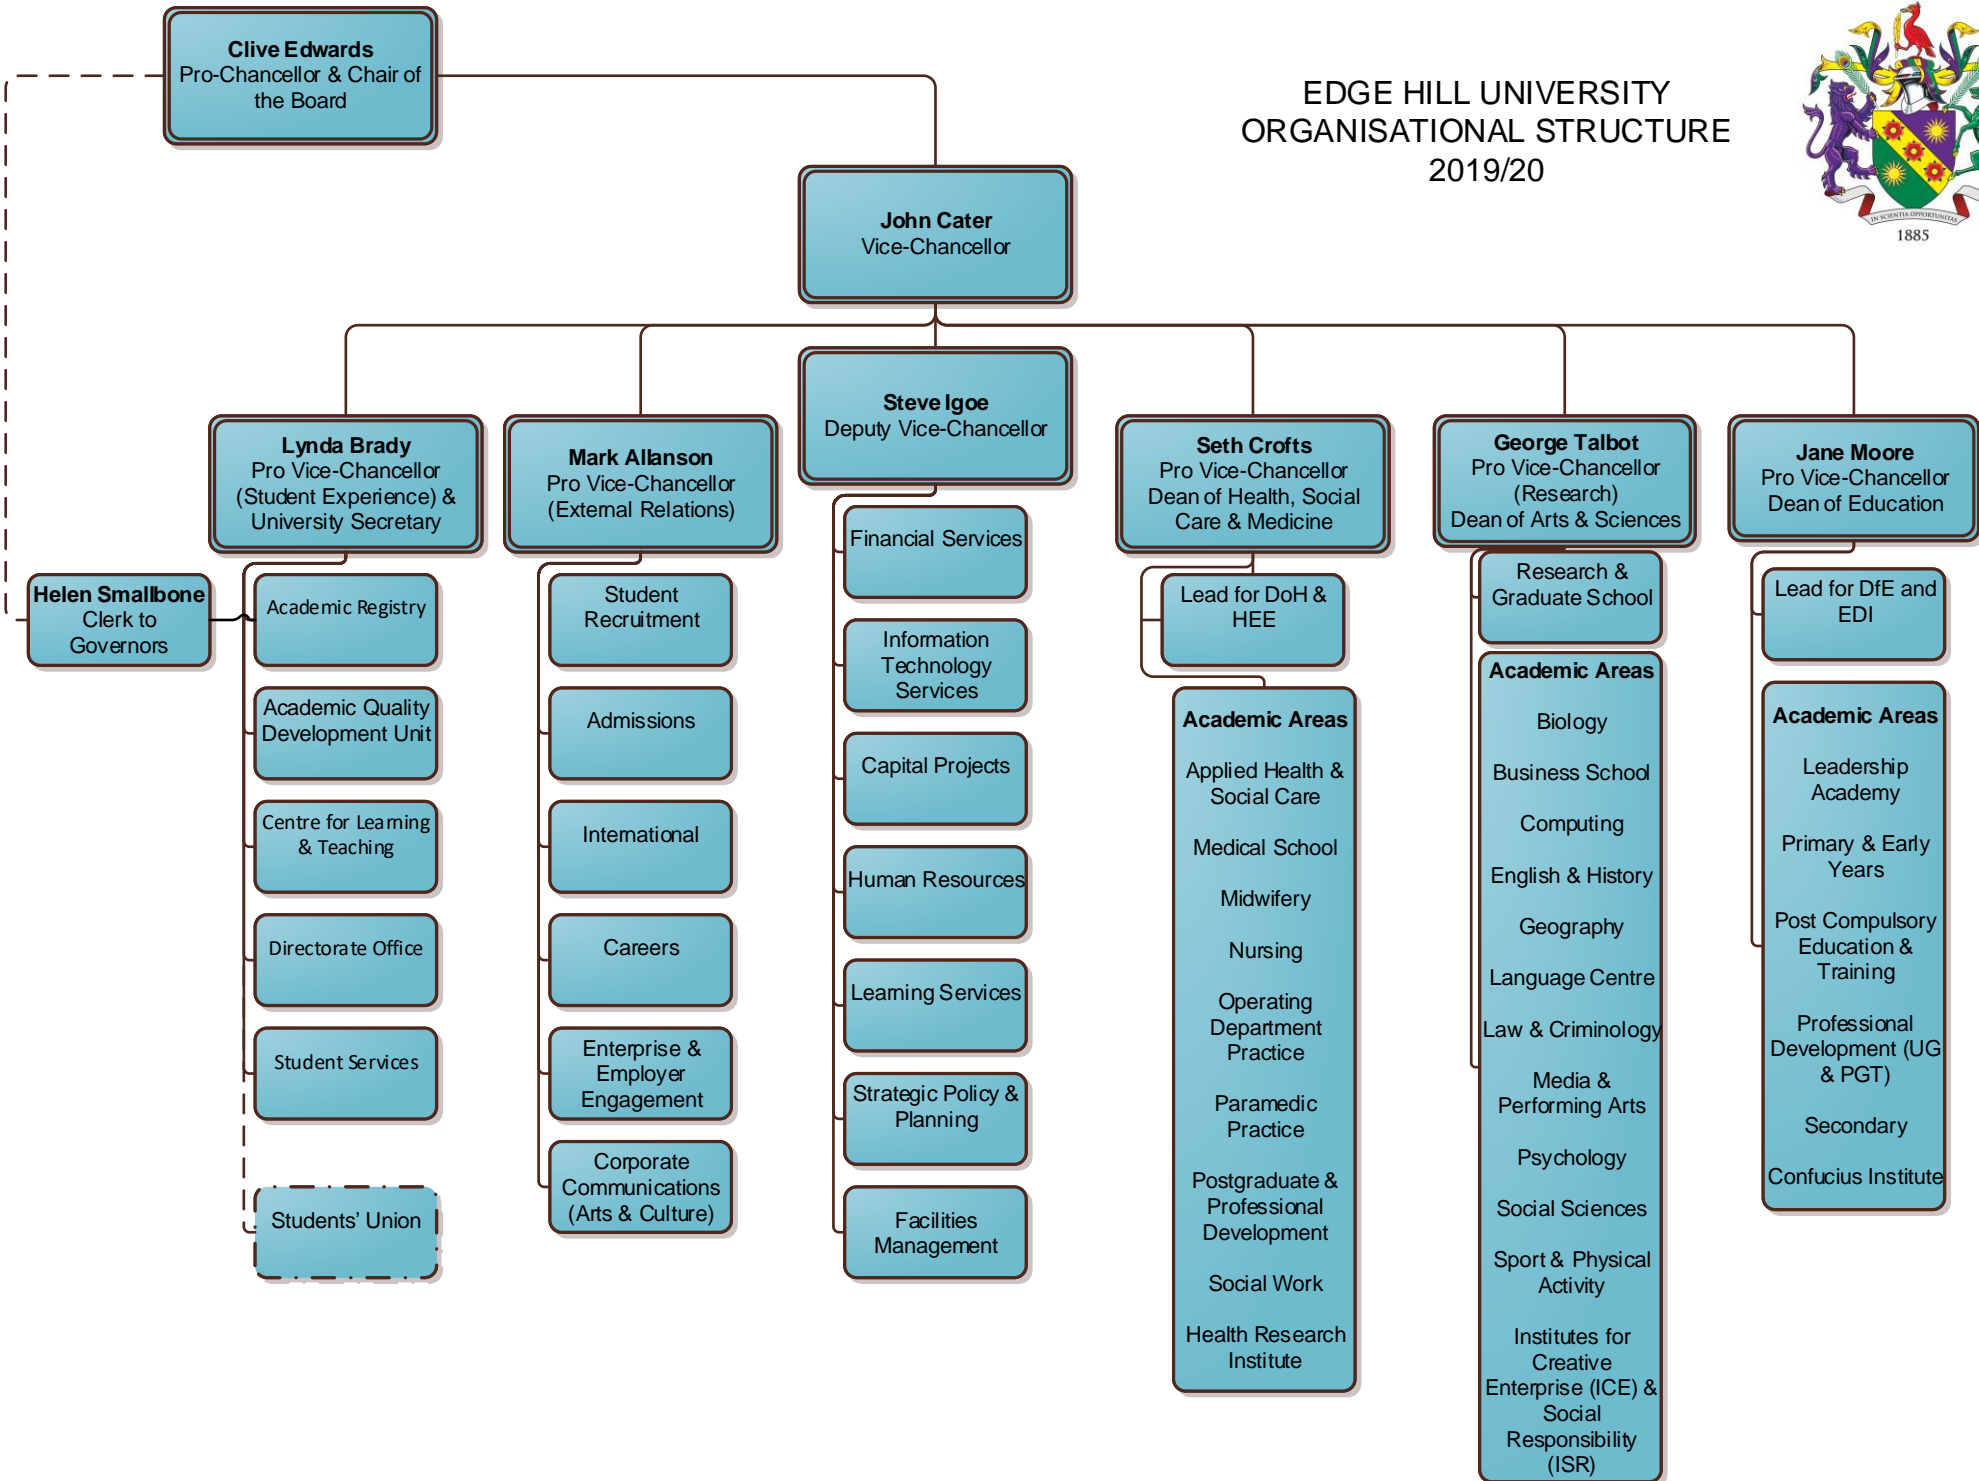 Clive Edwards
Pro-Chancellor & Chair of
the Board
EDGE HILL UNIVERSITY
ORGANISATIONAL STRUCTURE
2019/20
IN SCIENTIA OPPORTUNITAS
1885
John Cater
Vice-Chancellor
Lynda Brady
Pro Vice-Chancellor
(Student Experience) &
University Secretary
Mark Allanson
Pro Vice-Chancellor
(External Relations)
Steve Igoe
Deputy Vice-Chancellor
Seth Crofts
Pro Vice-Chancellor
Dean of Health, Social
Care & Medicine
George Talbot
Pro Vice-Chancellor
(Research)
Dean of Arts & Sciences
Jane Moore
Pro Vice-Chancellor
Dean of Education
Helen Smallbone
Clerk to
Governors
Academic Registry
Academic Quality
Development Unit
Centre for Learning
& Teaching
Directorate Office
Student Services
Students' Union
Student
Recruitment
Admissions
International
Careers
Enterprise &
Employer
Engagement
Corporate
Communications
(Arts & Culture)
Financial Services
Information
Technology
Services
Capital Projects
Human Resources
Learning Services
Strategic Policy &
Planning
Facilities
Management
Lead for DoH &
HEE
Academic Areas
Applied Health &
Social Care
Medical School
Midwifery
Nursing
Operating
Department
Practice
Paramedic
Practice
Postgraduate &
Professional
Development
Social Work
Health Research
Institute
Research &
Graduate School
Academic Areas
Biology
Business School
Computing
English & History
Geography
Language Centre
Law & Criminology
Media &
Performing Arts
Psychology
Social Sciences
Sport & Physical
Activity
Institutes for
Creative
Enterprise (ICE) &
Social
Responsibility
(ISR)
Lead for DfE and
EDI
Academic Areas
Leadership
Academy
Primary & Early
Years
Post Compulsory
Education &
Training
Professional
Development (UG
& PGT)
Secondary
Confucius Institute